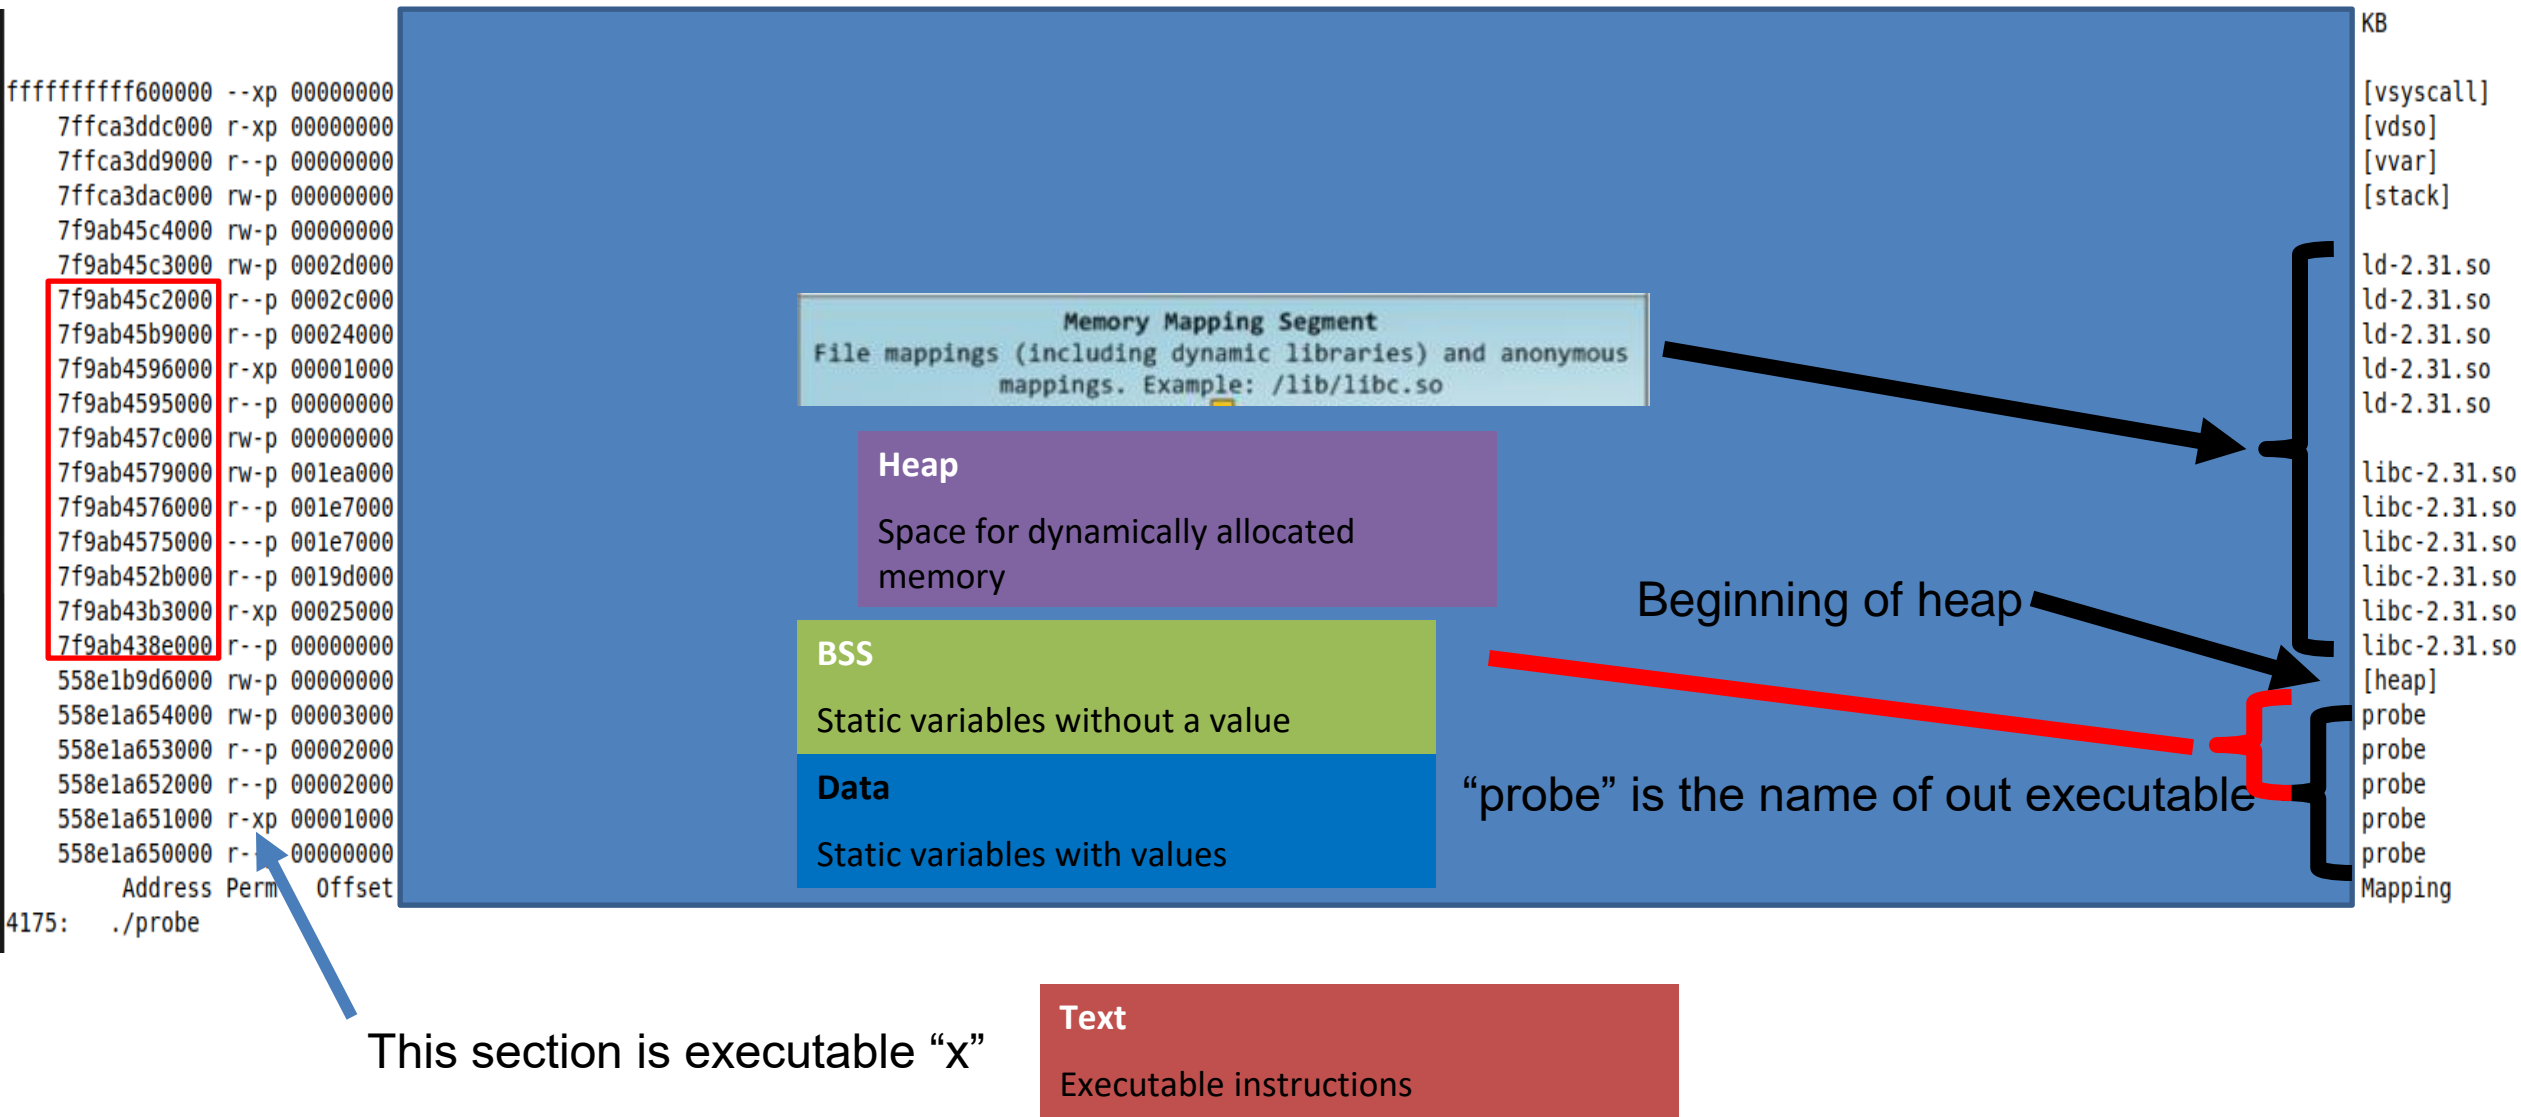 KB
ffffffffff600000 --xp 00000000 [vsyscall]
7ffca3ddc000 r-xp 00000000 [vdso]
7ffca3dd9000 r--p 00000000 [vvar]
7ffca3dac000 rw-p 00000000 [stack]
7f9ab45c4000 rw-p 00000000
7f9ab45c3000 rw-p 0002d000 ld-2.31.so
7f9ab45c2000 r--p 0002c000 ld-2.31.so
7f9ab45b9000 r--p 00024000 ld-2.31.so
7f9ab4596000 r-xp 00001000 ld-2.31.so
7f9ab4595000 r--p 00000000 ld-2.31.so
7f9ab457c000 rw-p 00000000
7f9ab4579000 rw-p 001ea000 libc-2.31.so
7f9ab4576000 r--p 001e7000 libc-2.31.so
7f9ab4575000 ---p 001e7000 libc-2.31.so
7f9ab452b000 r--p 0019d000 libc-2.31.so
7f9ab43b3000 r-xp 00025000 libc-2.31.so
7f9ab438e000 r--p 00000000 libc-2.31.so
558e1b9d6000 rw-p 00000000 [heap]
558e1a654000 rw-p 00003000 probe
558e1a653000 r--p 00002000 probe
558e1a652000 r--p 00002000 probe
558e1a651000 r-xp 00001000 probe
558e1a650000 r-- 00000000 probe
Address Perm Offset Mapping
4175: ./probe
Memory Mapping Segment
File mappings (including dynamic libraries) and anonymous
mappings. Example: /lib/libc.so
Heap
Space for dynamically allocated
memory
Beginning of heap
BSS
Static variables without a value
Data
Static variables with values
“probe” is the name of out executable
This section is executable “x”
Text
Executable instructions